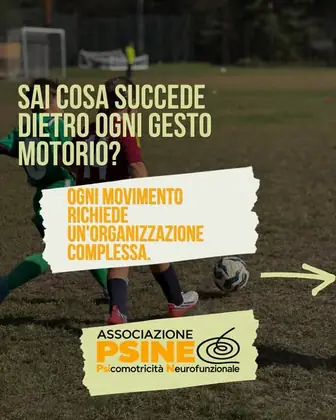 SAI COSA SUCCEDE
DIETRO OGNI GESTO
MOTORIO?
OGNI MOVIMENTO
RICHIEDE
UN'ORGANIZZAZIONE
COMPLESSA.
ASSOCIAZIONE
PSINE
Psicomotricità Neurofunzionale